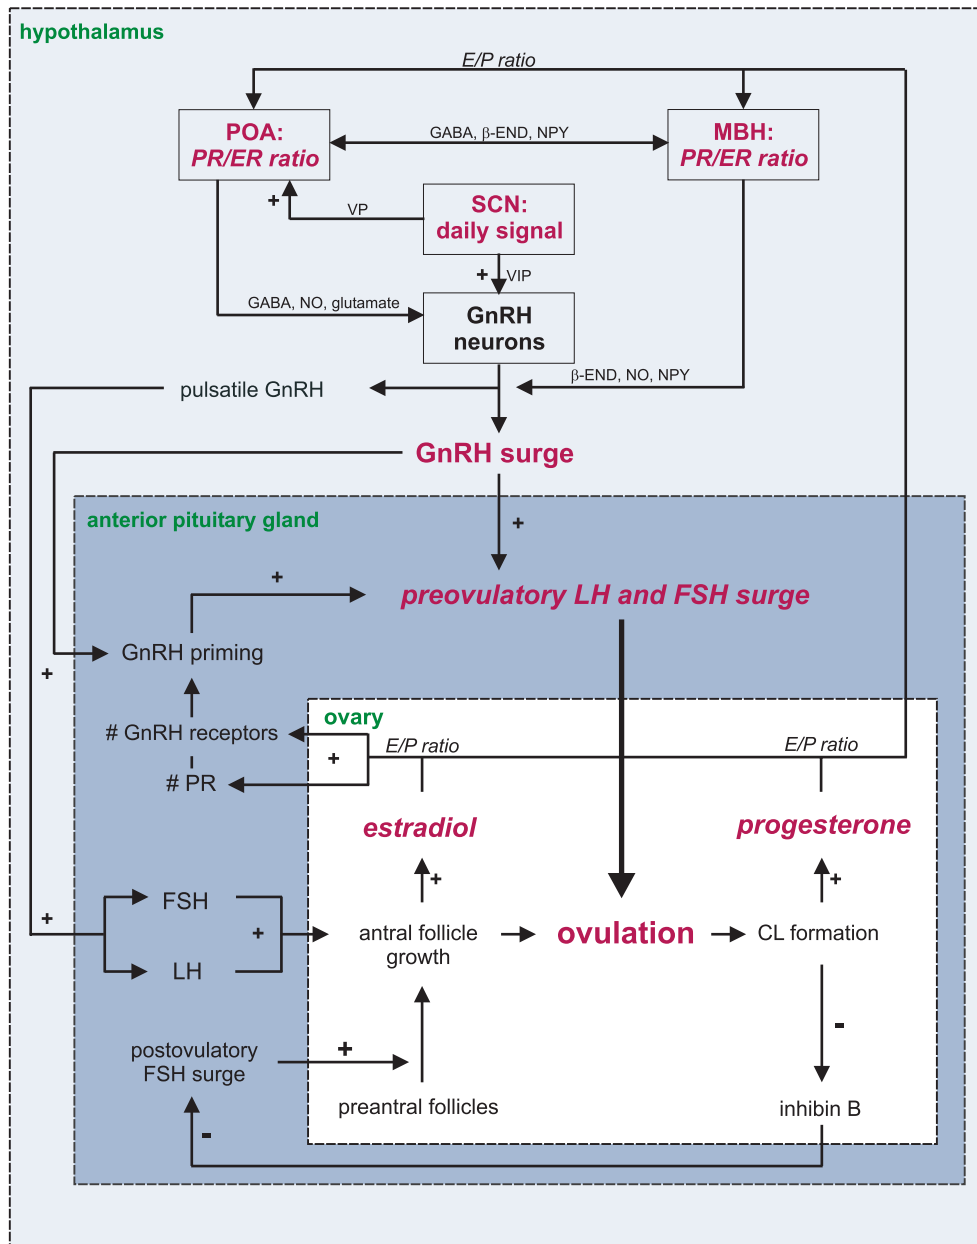 hypothalamus
E/P ratio
POA:
PR/ER ratio
GABA, β-END, NPY
MBH:
PR/ER ratio
+
VP
SCN:
daily signal
+
VIP
GABA, NO, glutamate
GnRH
neurons
pulsatile GnRH
β-END, NO, NPY
GnRH surge
anterior pituitary gland
+
+
preovulatory LH and FSH surge
GnRH priming
+
ovary
# GnRH receptors
E/P ratio
E/P ratio
+
# PR
estradiol
progesterone
+
+
FSH
+
+
antral follicle
growth
ovulation
CL formation
LH
-
postovulatory
FSH surge
+
preantral follicles
inhibin B
-